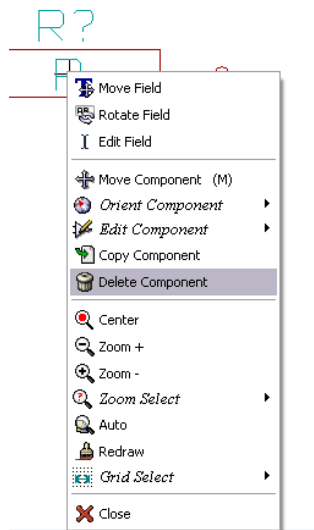 R?
R
Move Field
Rotate Field
Edit Field
Move Component (M)
Orient Component
Edit Component
Copy Component
Delete Component
Center
Zoom +
Zoom -
Zoom Select
Auto
Redraw
Grid Select
Close